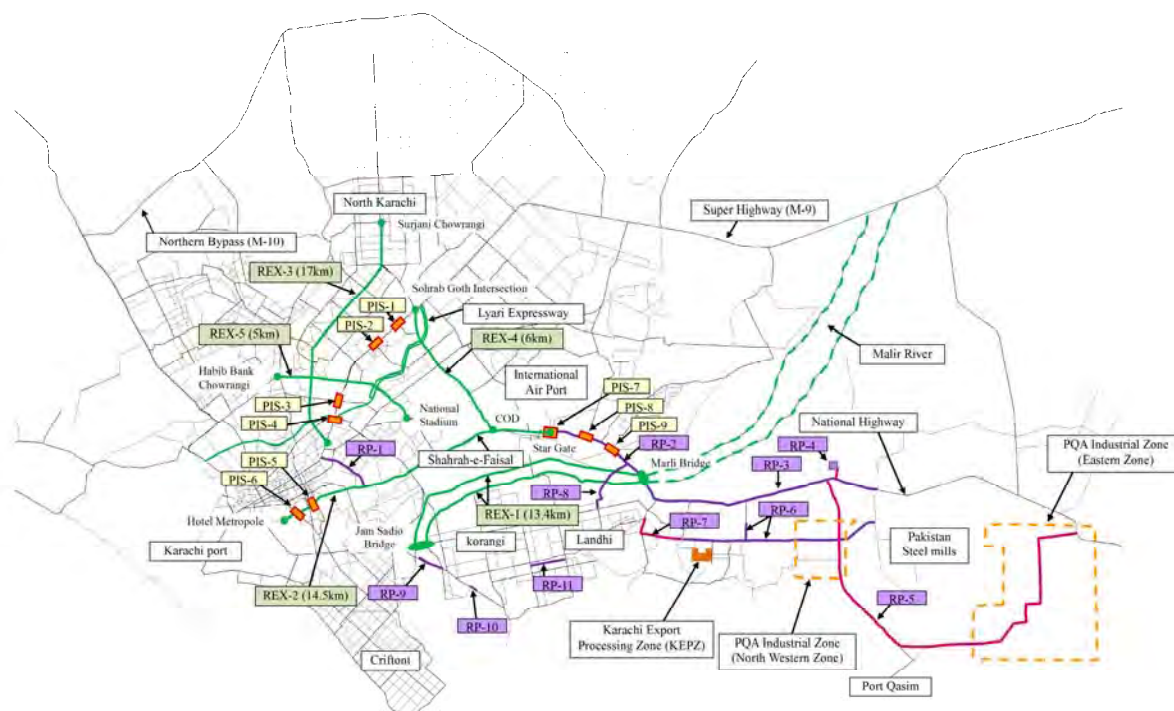 North Karachi
Surjani Chowrangi
Super Highway (M-9)
Northern Bypass (M-10)
REX-3 (17km)
Sohrab Goth Intersection
PIS-1
Lyari Expressway
PIS-2
REX-5 (5km)
REX-4 (6km)
Malir River
Habib Bank
Chowrangi
International
Air Port
PIS-7
PIS-3
PIS-8
National
Stadium
National Highway
PIS-4
COD
PIS-9
Star Gate
RP-1
RP-2
RP-4
PQA Industrial Zone
(Eastern Zone)
Shahrah-e-Faisal
Marli Bridge
RP-3
PIS-5
PIS-6
RP-8
REX-1 (13.4km)
RP-6
Hotel Metropole
RP-7
Jam Sadio
Bridge
korangi
Landhi
Pakistan
Steel mills
Karachi port
RP-11
REX-2 (14.5km)
RP-9
RP-5
RP-10
Karachi Export
Processing Zone (KEPZ)
PQA Industrial Zone
(North Western Zone)
Criftont
Port Qasim